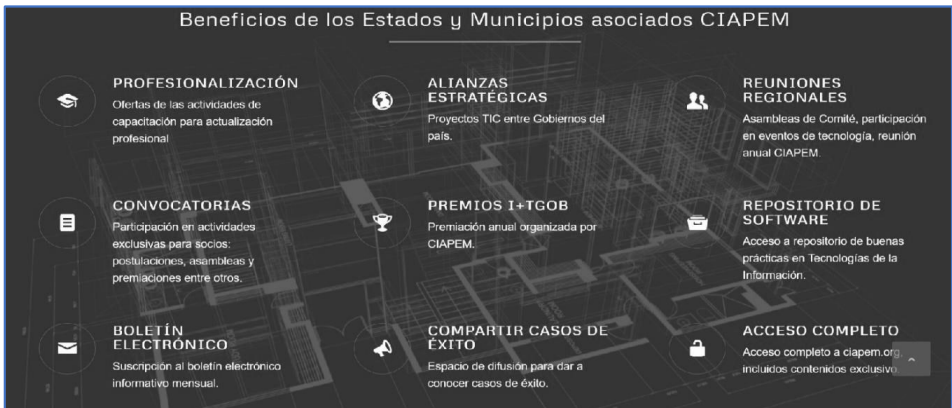 Beneficios de los Estados y Municipios asociados CIAPEM
PROFESIONALIZACIÓN
Ofertas de las actividades de
capacitación para actualización
profesional
ALIANZAS
ESTRATÉGICAS
Proyectos TIC entre Gobiernos del
país.
REUNIONES
REGIONALES
Asambleas de Comité, participación
en eventos de tecnología, reunión
anual CIAPEM.
CONVOCATORIAS
Participación en actividades
exclusivas para socios:
postulaciones, asambleas y
premiaciones entre otros.
PREMIOS I+TGOB
Premiación anual organizada por
CIAPEM.
REPOSITORIO DE
SOFTWARE
Acceso a repositorio de buenas
prácticas en Tecnologías de la
Información.
BOLETÍN
ELECTRÓNICO
Suscripción al boletín electrónico
informativo mensual.
COMPARTIR CASOS DE
ÉXITO
Espacio de difusión para dar a
conocer casos de éxito.
ACCESO COMPLETO
Acceso completo a ciapem.org,
incluidos contenidos exclusivo.